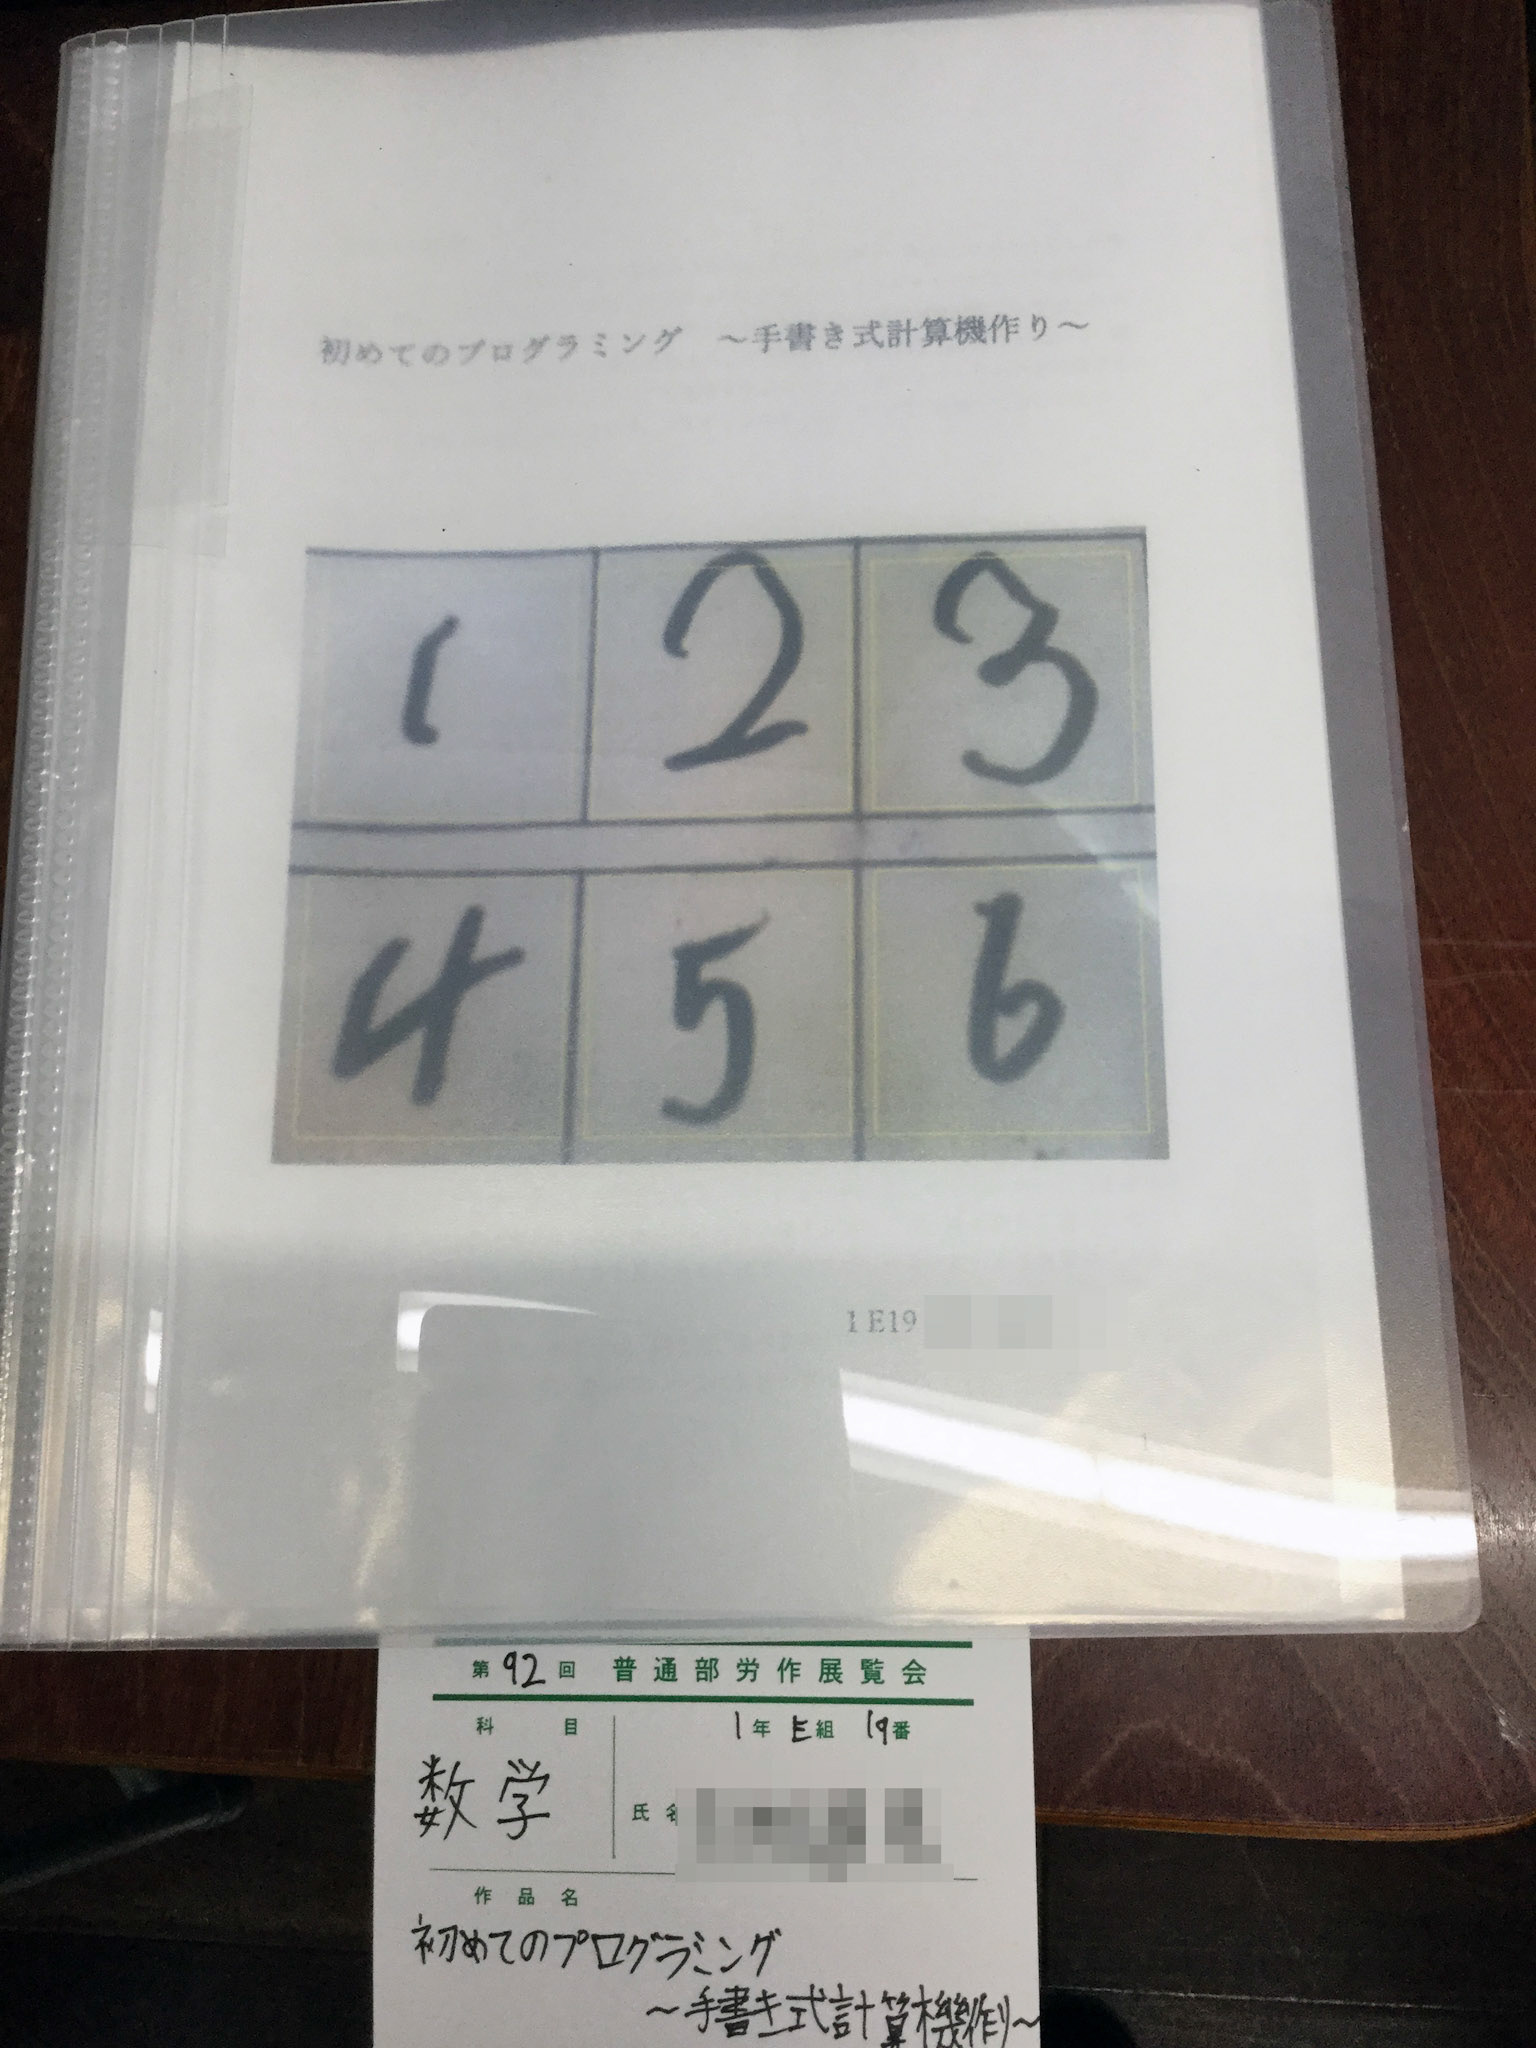 初めてのプログラミング　～手書き式計算機作り～
1 2 3
4 5 6
1 E19
1
第92回 普通部労作展覧会
科目 1年E組19番
数学 氏名
作品名
初めてのプログラミング
～手書き式計算機作り～